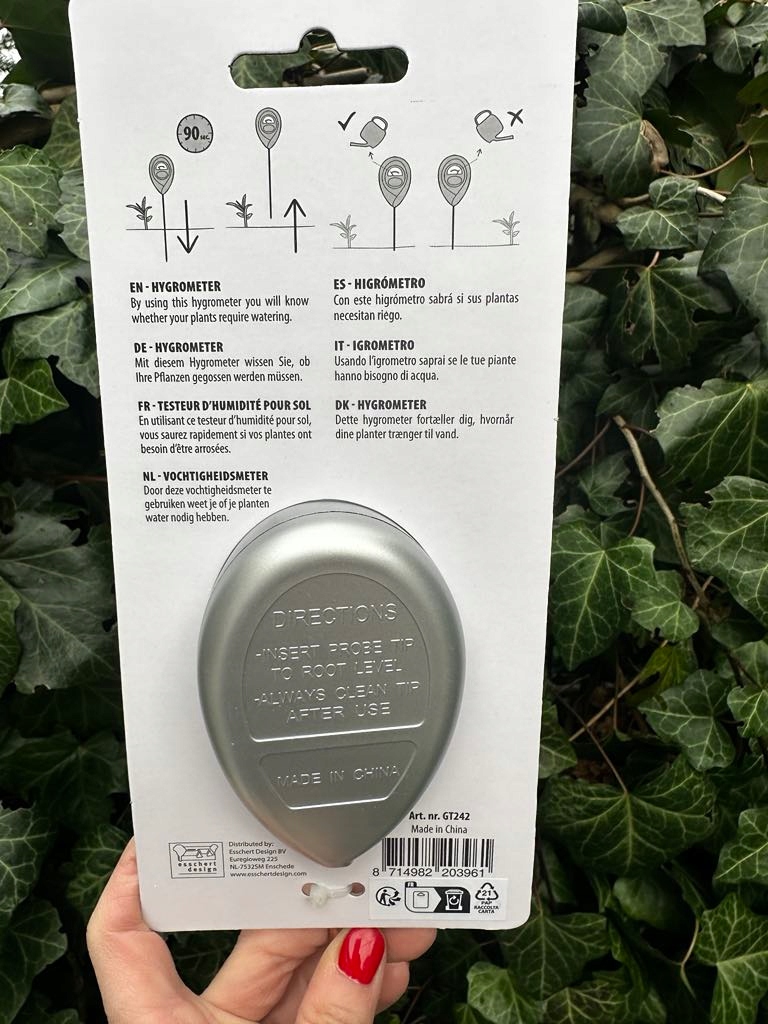 90 SEC.
EN - HYGROMETER
By using this hygrometer you will know
whether your plants require watering.
DE - HYGROMETER
Mit diesem Hygrometer wissen Sie, ob
Ihre Pflanzen gegossen werden müssen.
FR - TESTEUR D'HUMIDITÉ POUR SOL
En utilisant ce testeur d'humidité pour sol,
vous saurez rapidement si vos plantes ont
besoin d'être arrosées.
NL - VOCHTIGHEIDSMETER
Door deze vochtigheidsmeter te
gebruiken weet je of je planten
water nodig hebben.
ES - HIGRÓMETRO
Con este higrómetro sabrá si sus plantas
necesitan riego.
IT - IGROMETRO
Usando l'igrometro saprai se le tue piante
hanno bisogno di acqua.
DK - HYGROMETER
Dette hygrometer fortæller dig, hvornår
dine planter trænger til vand.
DIRECTIONS
-INSERT PROBE TIP
TO ROOT LEVEL
-ALWAYS CLEAN TIP
AFTER USE
MADE IN CHINA
esschert
design
Distributed by:
Esschert Design BV
Euregioweg 225
NL-7532SM Enschede
www.esschertdesign.com
Art. nr. GT242
Made in China
8 714982 203961
FR
21
PAP
RACCOLTA
CARTA